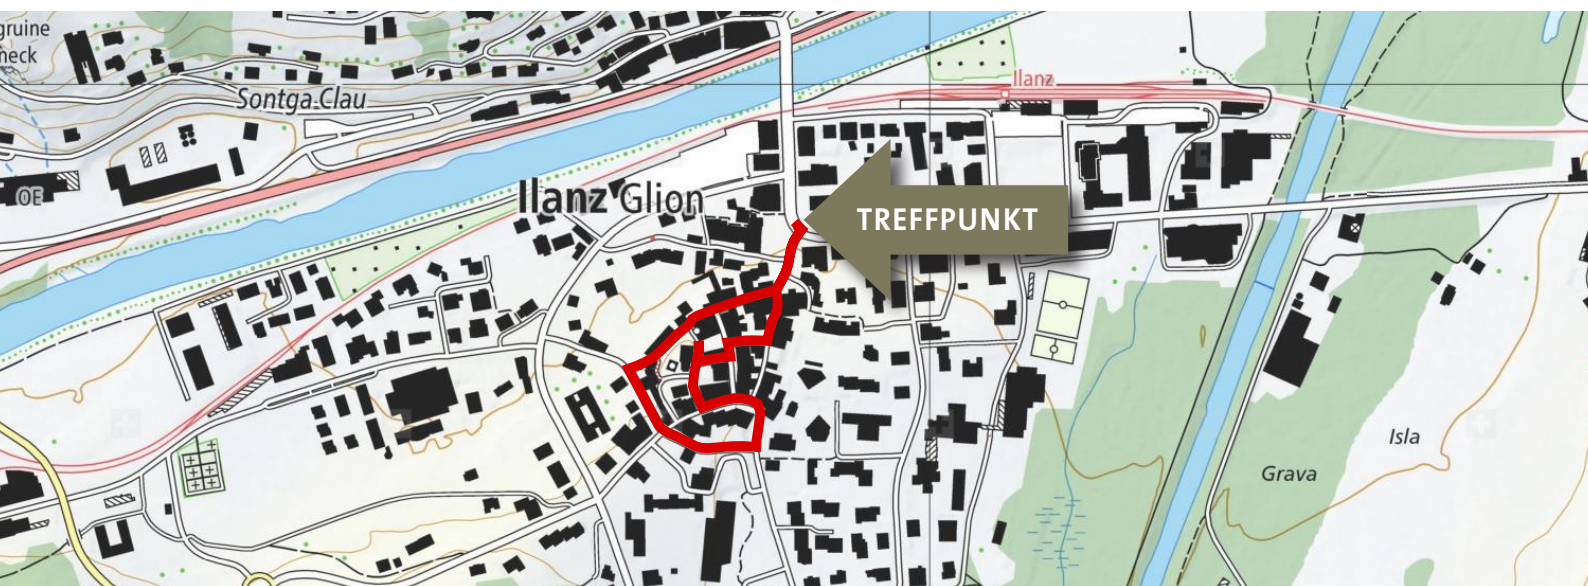 gruine
neck
Sontga Clau
Ilanz
OE
Ilanz Glion
TREFFPUNKT
Isla
Grava